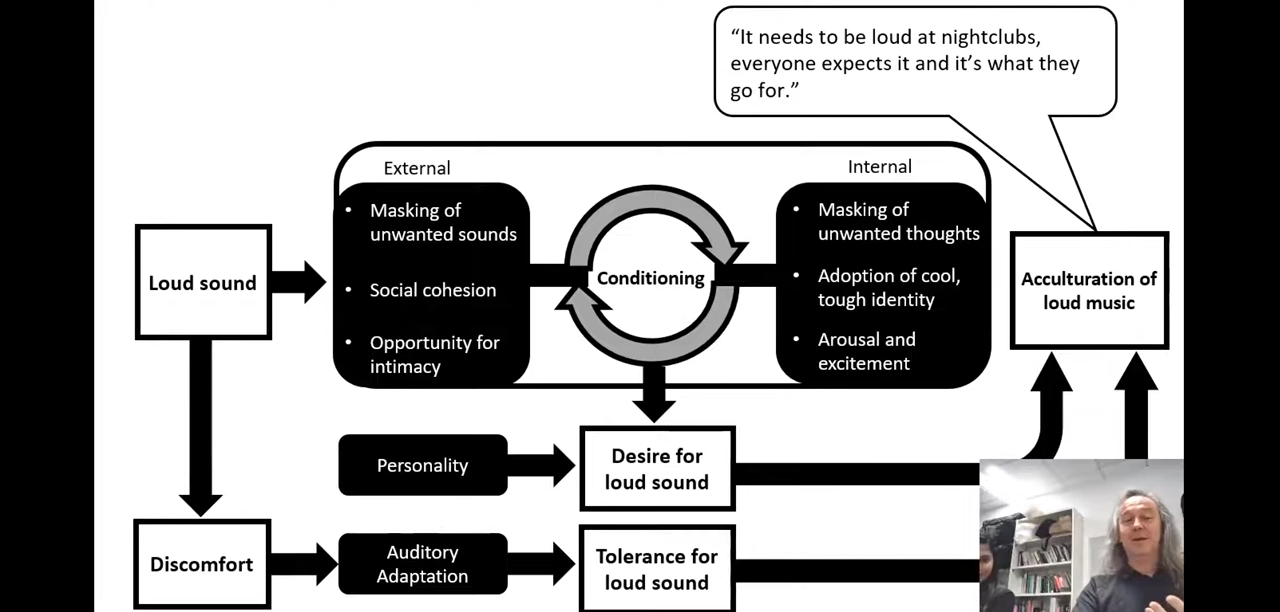 “It needs to be loud at nightclubs,
everyone expects it and it’s what they
go for.”
External
Internal
Loud sound
• Masking of
unwanted sounds
• Social cohesion
• Opportunity for
intimacy
Conditioning
• Masking of
unwanted thoughts
• Adoption of cool,
tough identity
• Arousal and
excitement
Acculturation of
loud music
Personality
Desire for
loud sound
Discomfort
Auditory
Adaptation
Tolerance for
loud sound